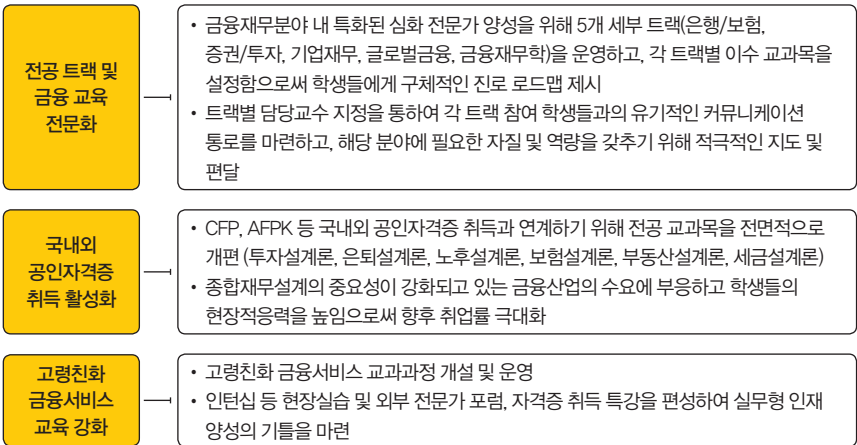 전공 트랙 및
금융 교육
전문화
• 금융재무분야 내 특화된 심화 전문가 양성을 위해 5개 세부 트랙(은행/보험,
증권/투자, 기업재무, 글로벌금융, 금융재무학)을 운영하고, 각 트랙별 이수 교과목을
설정함으로써 학생들에게 구체적인 진로 로드맵 제시
• 트랙별 담당교수 지정을 통하여 각 트랙 참여 학생들과의 유기적인 커뮤니케이션
통로를 마련하고, 해당 분야에 필요한 자질 및 역량을 갖추기 위해 적극적인 지도 및
편달
국내외
공인자격증
취득 활성화
• CFP, AFPK 등 국내외 공인자격증 취득과 연계하기 위해 전공 교과목을 전면적으로
개편 (투자설계론, 은퇴설계론, 노후설계론, 보험설계론, 부동산설계론, 세금설계론)
• 종합재무설계의 중요성이 강화되고 있는 금융산업의 수요에 부응하고 학생들의
현장적응력을 높임으로써 향후 취업률 극대화
고령친화
금융서비스
교육 강화
• 고령친화 금융서비스 교과과정 개설 및 운영
• 인턴십 등 현장실습 및 외부 전문가 포럼, 자격증 취득 특강을 편성하여 실무형 인재
양성의 기틀을 마련